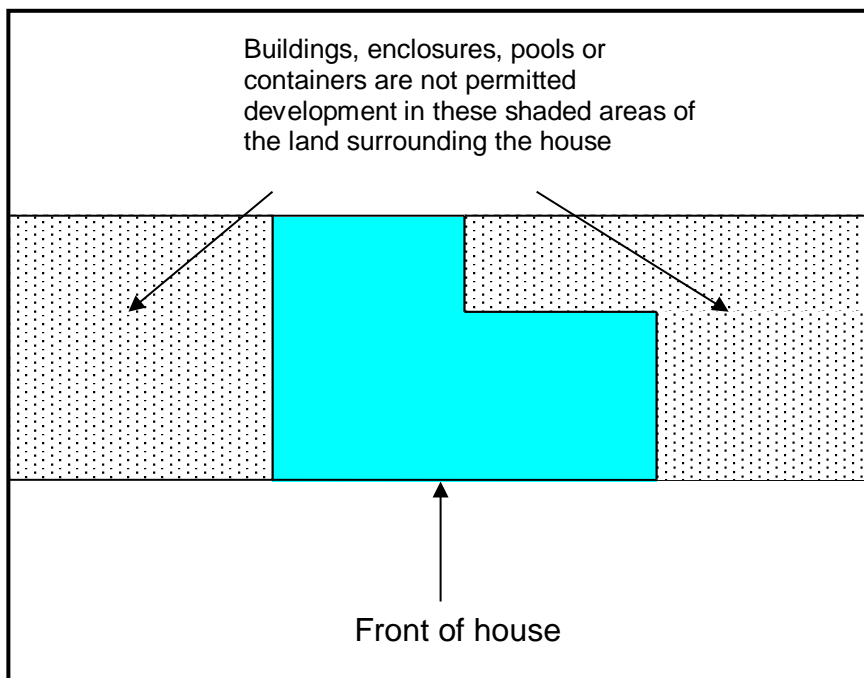 Buildings, enclosures, pools or
containers are not permitted
development in these shaded areas of
the land surrounding the house
Front of house